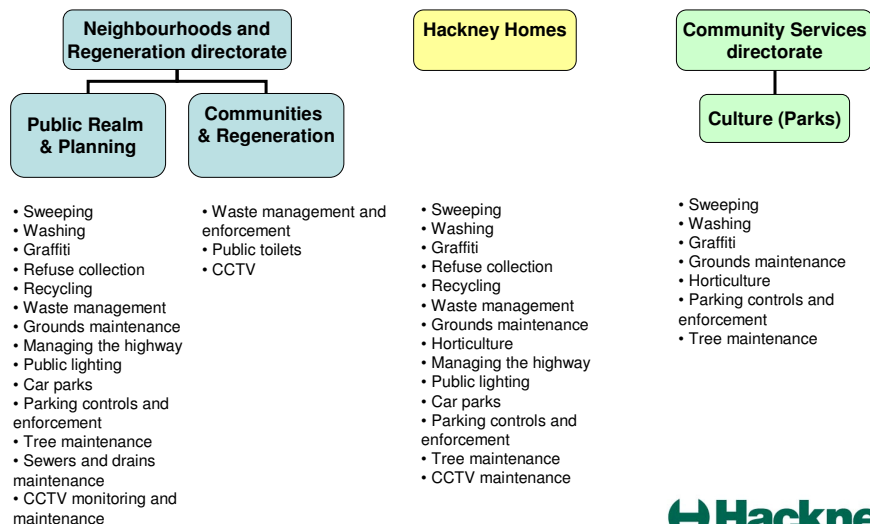 Neighbourhoods and
Regeneration directorate
Hackney Homes
Community Services
directorate
Public Realm
& Planning
Communities
& Regeneration
Culture (Parks)
• Sweeping
• Washing
• Graffiti
• Refuse collection
• Recycling
• Waste management
• Grounds maintenance
• Managing the highway
• Public lighting
• Car parks
• Parking controls and
enforcement
• Tree maintenance
• Sewers and drains
maintenance
• CCTV monitoring and
maintenance
• Waste management and
enforcement
• Public toilets
• CCTV
• Sweeping
• Washing
• Graffiti
• Refuse collection
• Recycling
• Waste management
• Grounds maintenance
• Horticulture
• Managing the highway
• Public lighting
• Car parks
• Parking controls and
enforcement
• Tree maintenance
• CCTV maintenance
• Sweeping
• Washing
• Graffiti
• Grounds maintenance
• Horticulture
• Parking controls and
enforcement
• Tree maintenance
Hackne